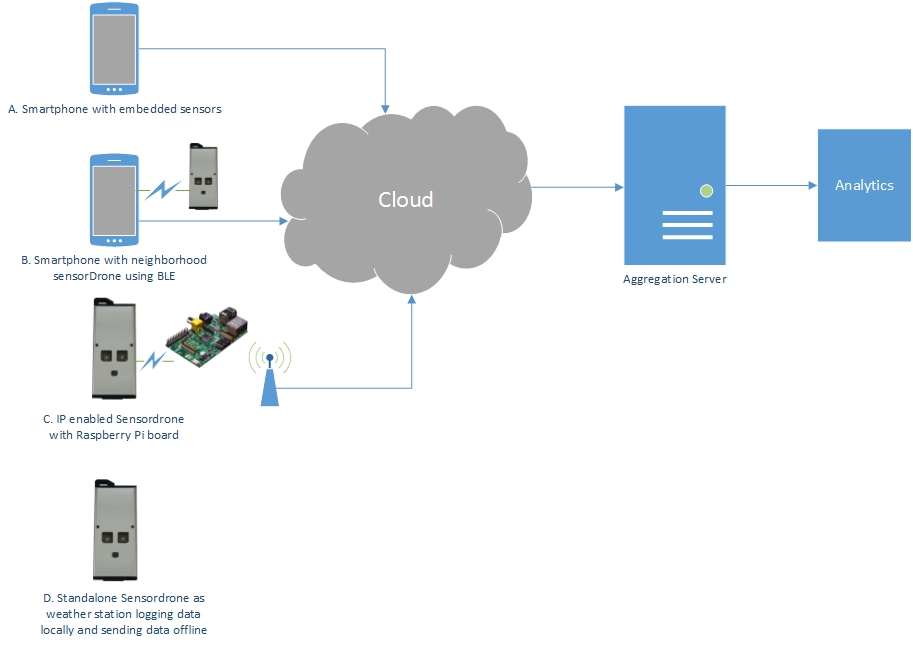 A. Smartphone with embedded sensors
B. Smartphone with neighborhood
sensorDrone using BLE
C. IP enabled Sensordrone
with Raspberry Pi board
D. Standalone Sensordrone as
weather station logging data
locally and sending data offline
Cloud
Aggregation Server
Analytics